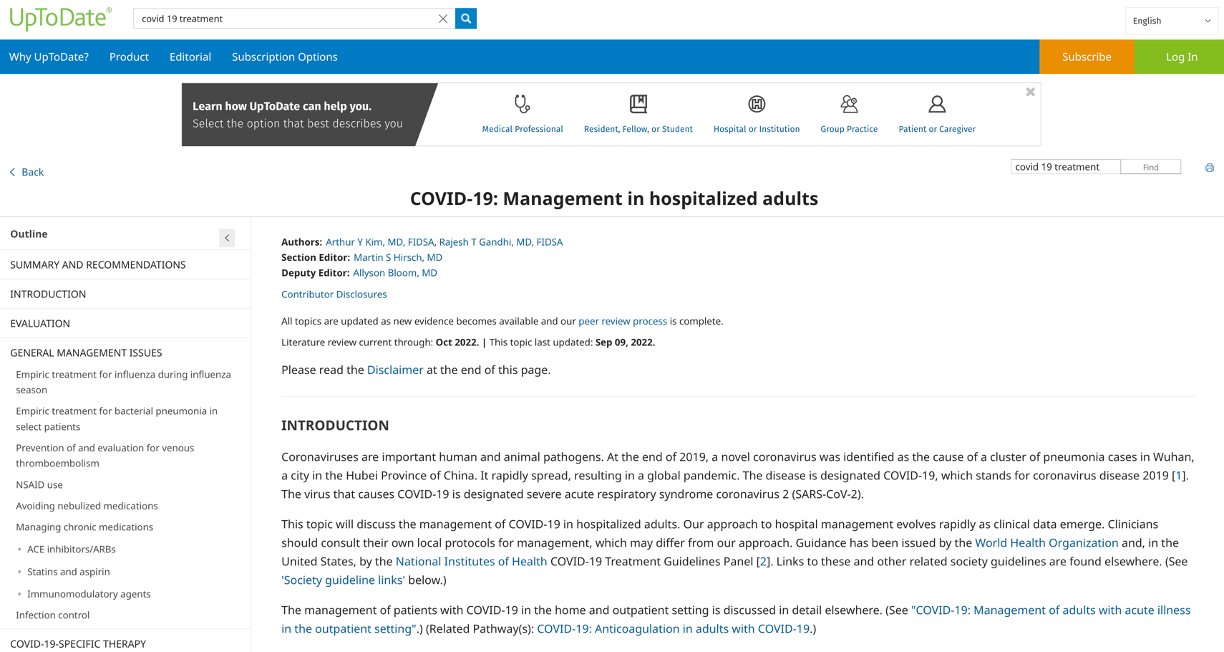 UpToDate®
covid 19 treatment
English
Why UpToDate?
Product
Editorial
Subscription Options
Subscribe
Log In
Learn how UpToDate can help you.
Select the option that best describes you
Medical Professional
Resident, Fellow, or Student
Hospital or Institution
Group Practice
Patient or Caregiver
Back
covid 19 treatment
Find
COVID-19: Management in hospitalized adults
Outline
SUMMARY AND RECOMMENDATIONS
INTRODUCTION
EVALUATION
GENERAL MANAGEMENT ISSUES
Empiric treatment for influenza during influenza
season
Empiric treatment for bacterial pneumonia in
select patients
Prevention of and evaluation for venous
thromboembolism
NSAID use
Avoiding nebulized medications
Managing chronic medications
• ACE inhibitors/ARBs
• Statins and aspirin
• Immunomodulatory agents
Infection control
COVID-19-SPECIFIC THERAPY
Authors: Arthur Y Kim, MD, FIDSA, Rajesh T Gandhi, MD, FIDSA
Section Editor: Martin S Hirsch, MD
Deputy Editor: Allyson Bloom, MD
Contributor Disclosures
All topics are updated as new evidence becomes available and our peer review process is complete.
Literature review current through: Oct 2022. | This topic last updated: Sep 09, 2022.
Please read the Disclaimer at the end of this page.
INTRODUCTION
Coronaviruses are important human and animal pathogens. At the end of 2019, a novel coronavirus was identified as the cause of a cluster of pneumonia cases in Wuhan,
a city in the Hubei Province of China. It rapidly spread, resulting in a global pandemic. The disease is designated COVID-19, which stands for coronavirus disease 2019 [1].
The virus that causes COVID-19 is designated severe acute respiratory syndrome coronavirus 2 (SARS-CoV-2).
This topic will discuss the management of COVID-19 in hospitalized adults. Our approach to hospital management evolves rapidly as clinical data emerge. Clinicians
should consult their own local protocols for management, which may differ from our approach. Guidance has been issued by the World Health Organization and, in the
United States, by the National Institutes of Health COVID-19 Treatment Guidelines Panel [2]. Links to these and other related society guidelines are found elsewhere. (See
'Society guideline links' below.)
The management of patients with COVID-19 in the home and outpatient setting is discussed in detail elsewhere. (See "COVID-19: Management of adults with acute illness
in the outpatient setting".) (Related Pathway(s): COVID-19: Anticoagulation in adults with COVID-19.)